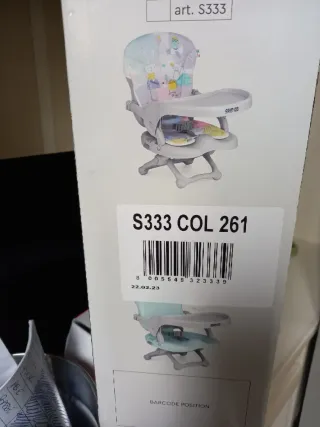 art. S333
S333 COL 261
22.02.23
BARCODE POSITION